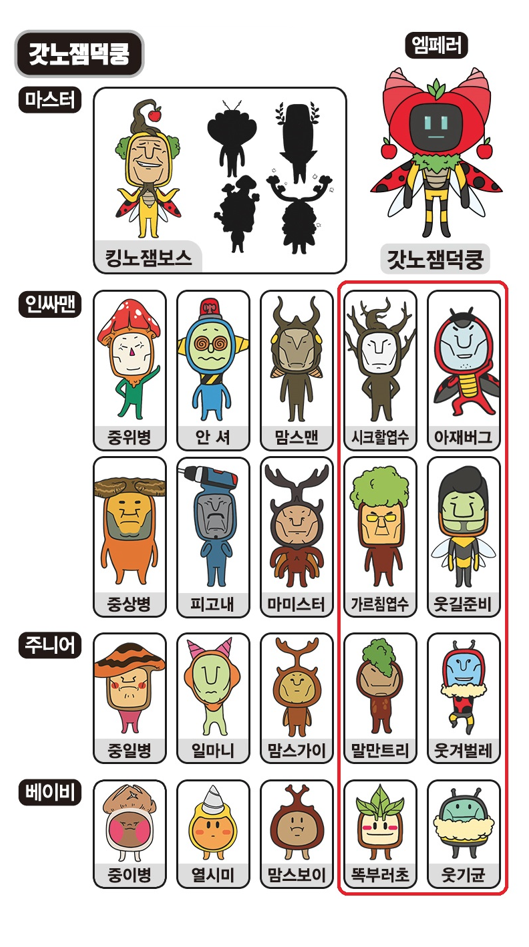 갓노잼덕쿵
엠페러
마스터
킹노잼보스
갓노잼덕쿵
인싸맨
중위병
안 셔
맘스맨
시크할엽수
아재버그
중상병
피고내
마미스터
가르침엽수
웃길준비
주니어
중일병
일마니
맘스가이
말만트리
웃겨벌레
베이비
중이병
열시미
맘스보이
똑부러초
웃기균